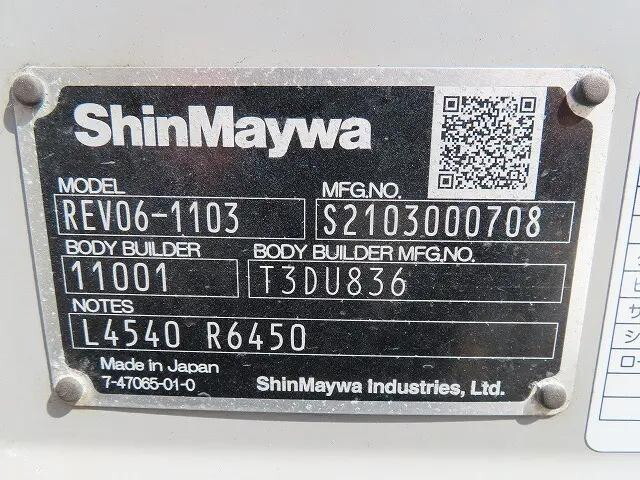 ShinMaywa
MODEL MFG.NO.
REV06-1103 S2103000708
BODY BUILDER BODY BUILDER MFG.NO.
11001 T3DU836
NOTES
L4540 R6450
Made in Japan
7-47065-01-0 ShinMaywa Industries, Ltd.